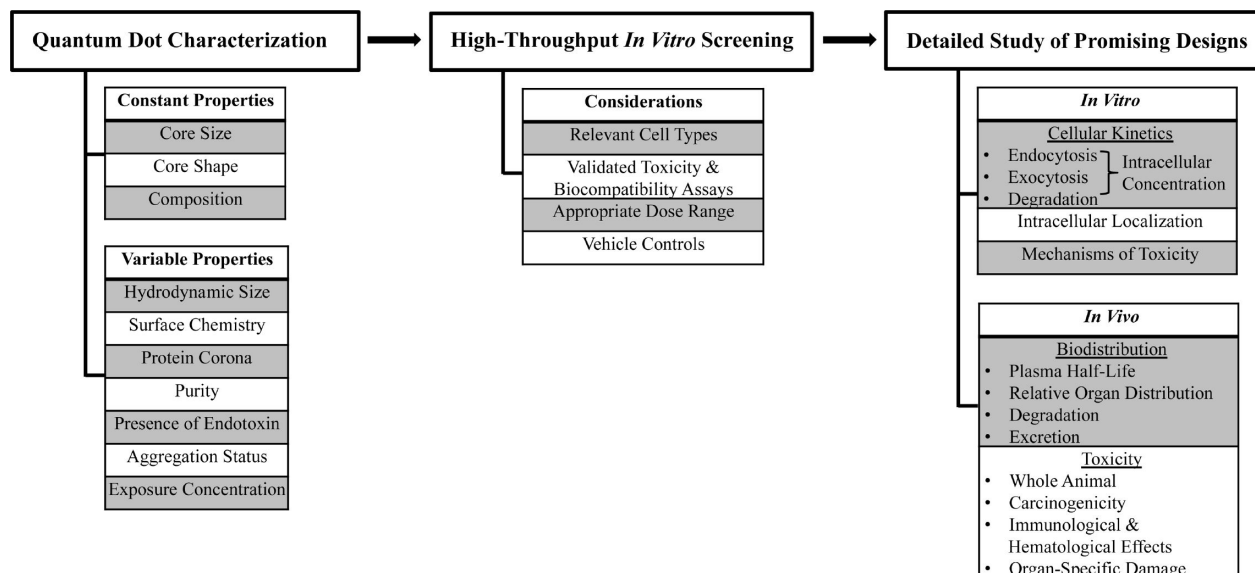 Quantum Dot Characterization
High-Throughput In Vitro Screening
Detailed Study of Promising Designs
Constant Properties
Core Size
Core Shape
Composition
Variable Properties
Hydrodynamic Size
Surface Chemistry
Protein Corona
Purity
Presence of Endotoxin
Aggregation Status
Exposure Concentration
Considerations
Relevant Cell Types
Validated Toxicity &
Biocompatibility Assays
Appropriate Dose Range
Vehicle Controls
In Vitro
Cellular Kinetics
• Endocytosis
• Exocytosis
• Degradation
Intracellular
Concentration
Intracellular Localization
Mechanisms of Toxicity
In Vivo
Biodistribution
• Plasma Half-Life
• Relative Organ Distribution
• Degradation
• Excretion
Toxicity
• Whole Animal
• Carcinogenicity
• Immunological &
Hematological Effects
• Organ-Specific Damage